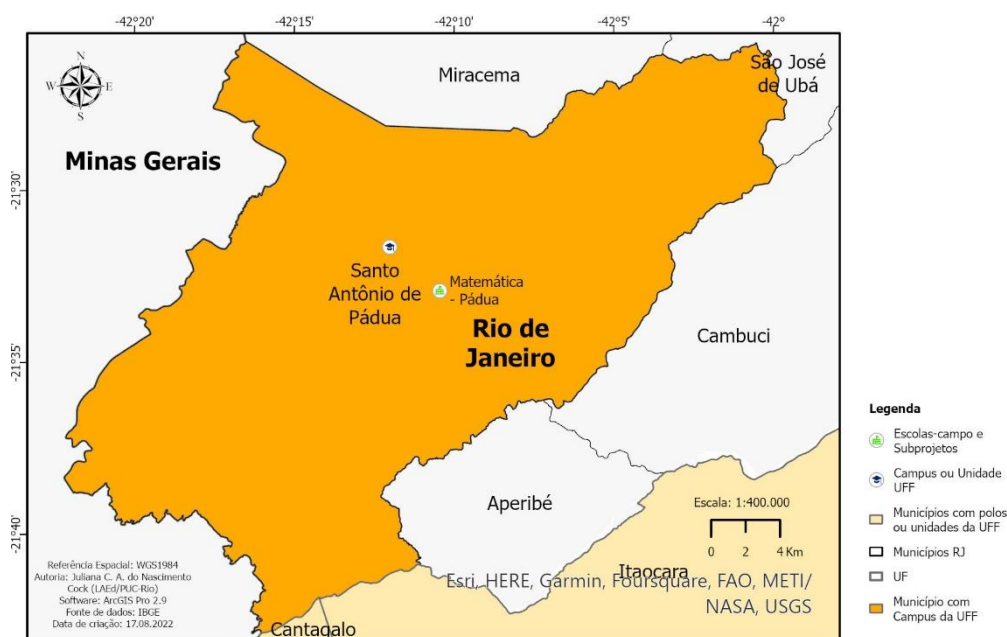 -42°20'
-42°15'
-42°10'
-42°5'
-42°
N
W
E
S
Miracema
São José
de Ubá
Minas Gerais
-21°30'
Santo
Antônio de
Pádua
Matemática
- Pádua
Rio de
Janeiro
Cambuci
-21°35'
Aperibé
Escala: 1:400.000
0 2 4 Km
-21°40'
Itaocara
Esri, HERE, Garmin, Foursquare, FAO, METI/
NASA, USGS
Cantagalo
Referência Espacial: WGS1984
Autoria: Juliana C. A. do Nascimento
Cock (LAEd/PUC-Rio)
Software: ArcGIS Pro 2.9
Fonte de dados: IBGE
Data de criação: 17.08.2022
Legenda
Escolas-campo e
Subprojetos
Campus ou Unidade
UFF
Municípios com polos
ou unidades da UFF
Municípios RJ
UF
Município com
Campus da UFF